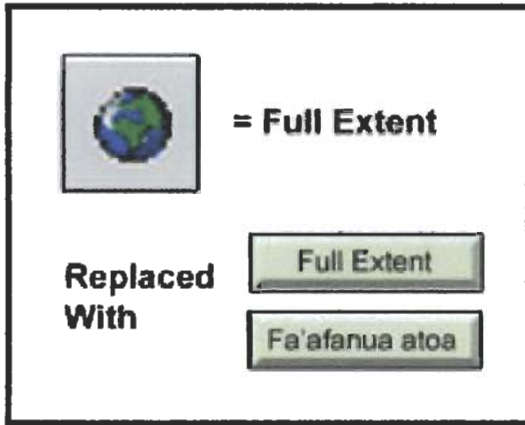 = Full Extent
Replaced
With
Full Extent
Fa'afanua atoa